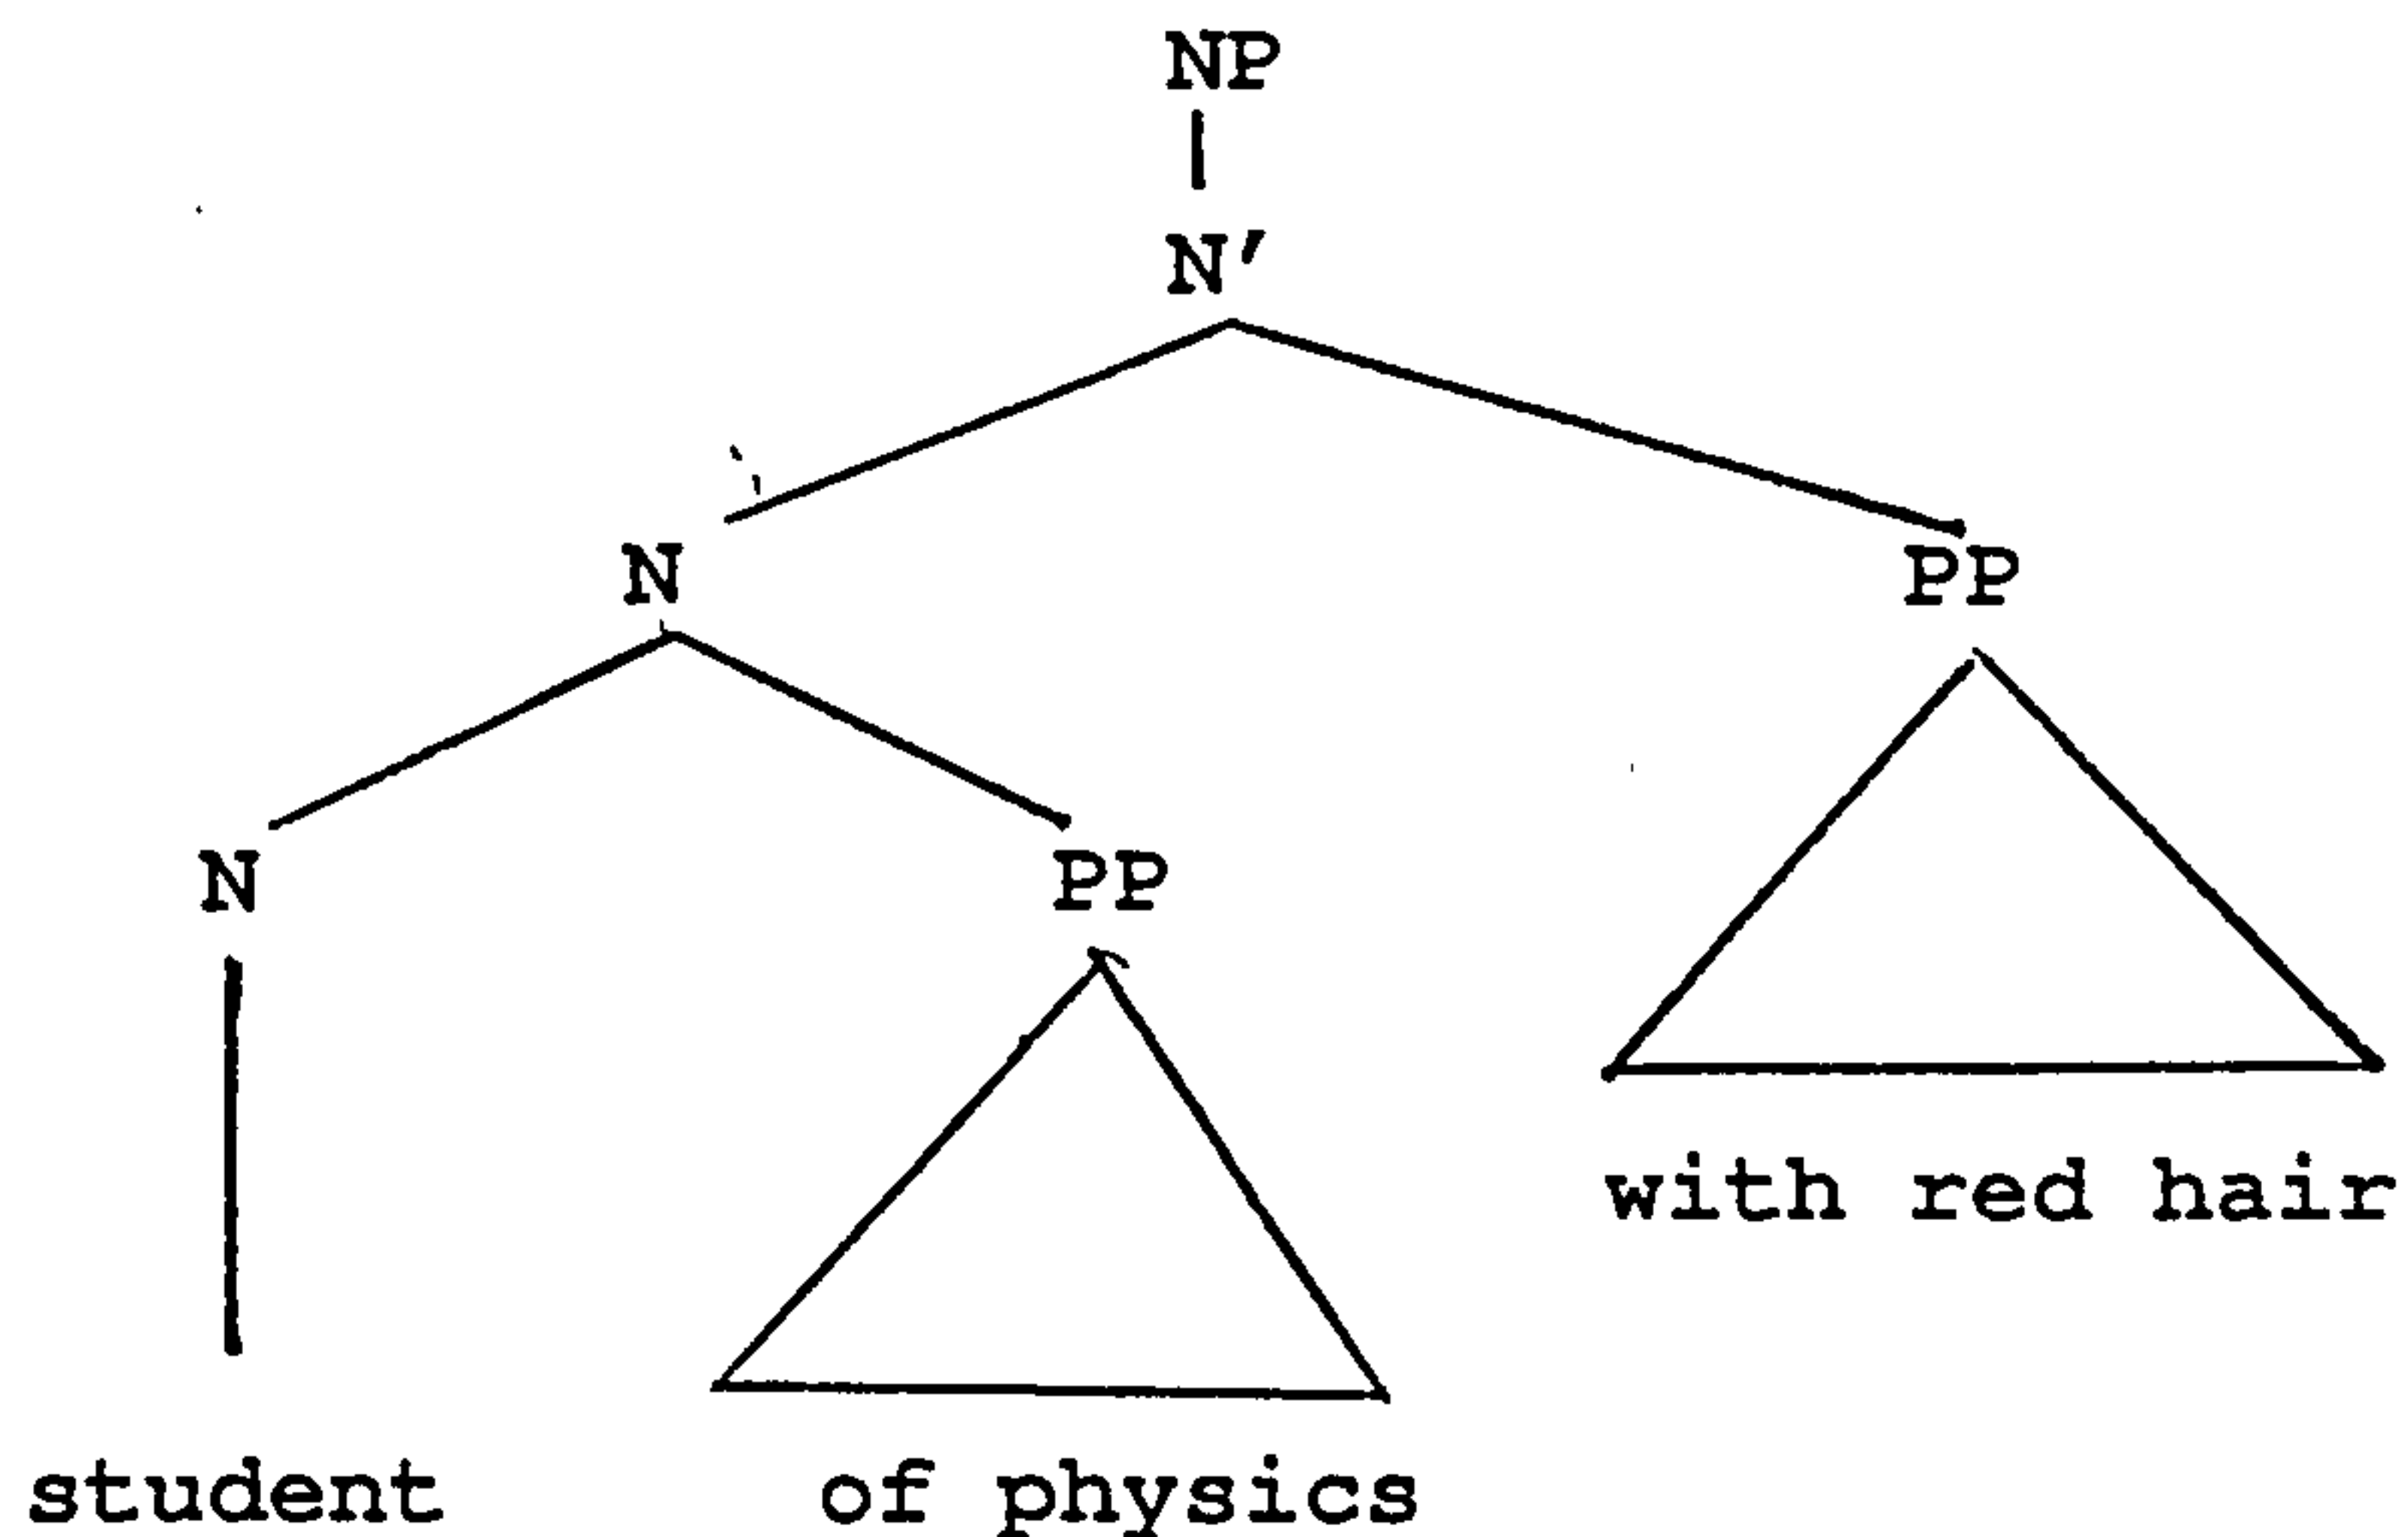 NP
N'
N PP
N PP
with red hair
student of physics